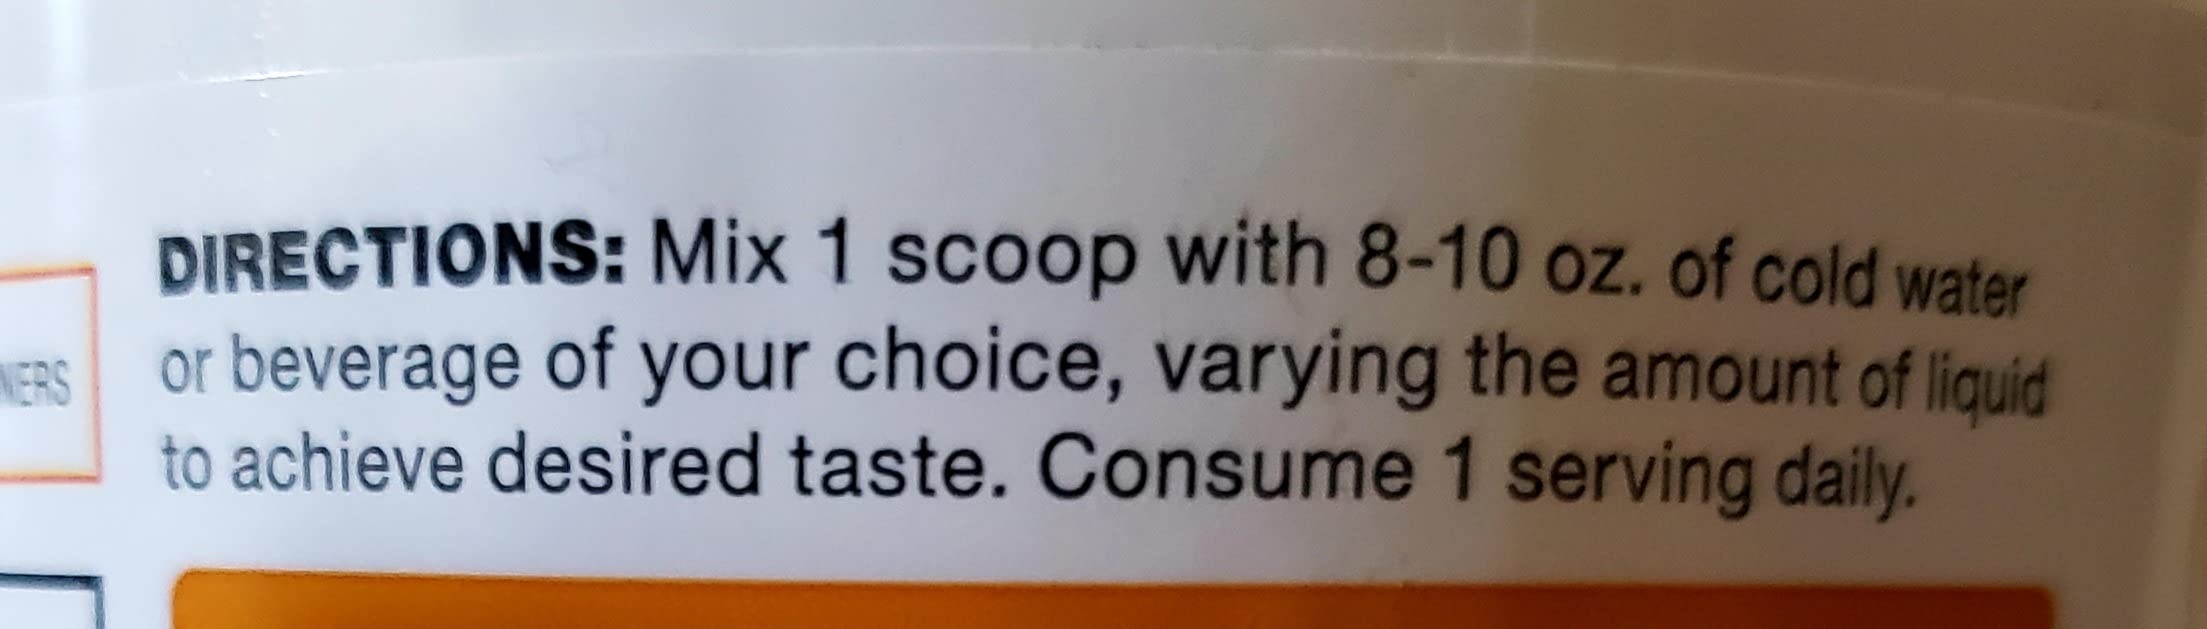 DIRECTIONS: Mix 1 scoop with 8-10 oz. of cold water
or beverage of your choice, varying the amount of liquid
to achieve desired taste. Consume 1 serving daily.